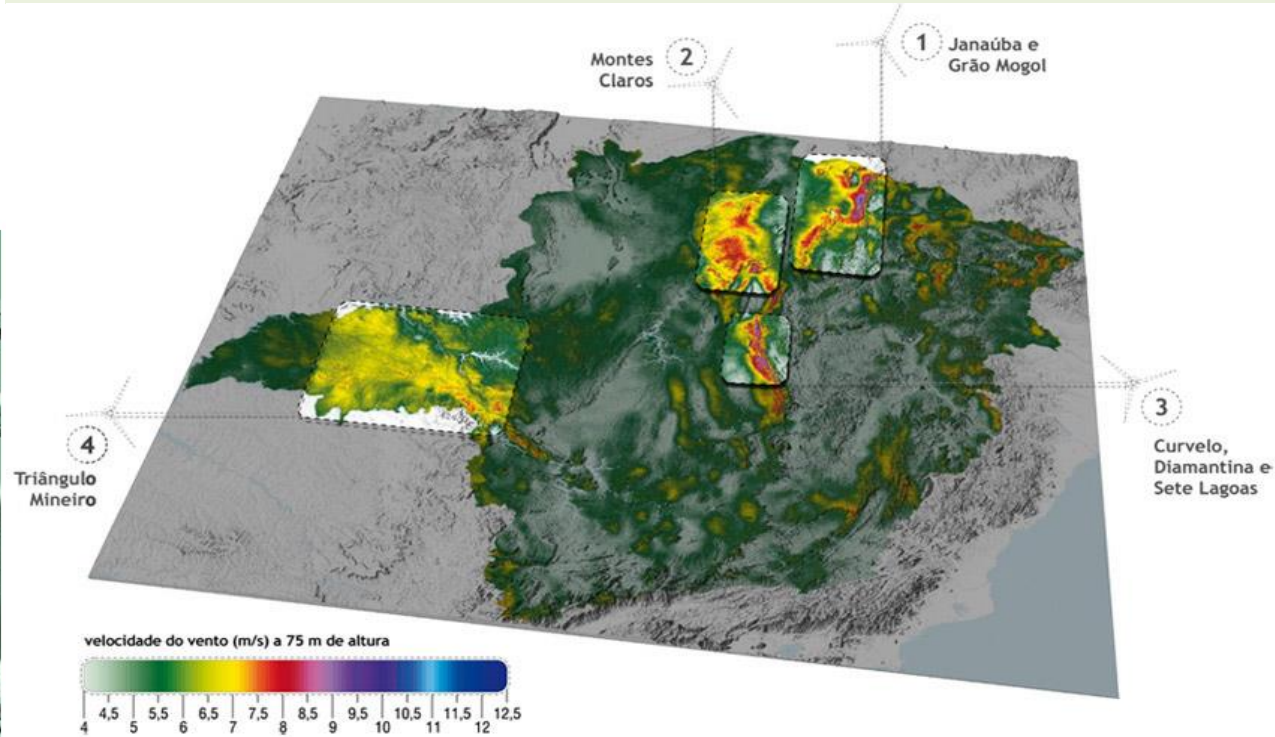 1
Janaúba e
Grão Mogol
2
Montes
Claros
3
Curvelo,
Diamantina e
Sete Lagoas
4
Triângulo
Mineiro
velocidade do vento (m/s) a 75 m de altura
4,5 5,5 6,5 7,5 8,5 9,5 10,5 11,5 12,5
4 5 6 7 8 9 10 11 12